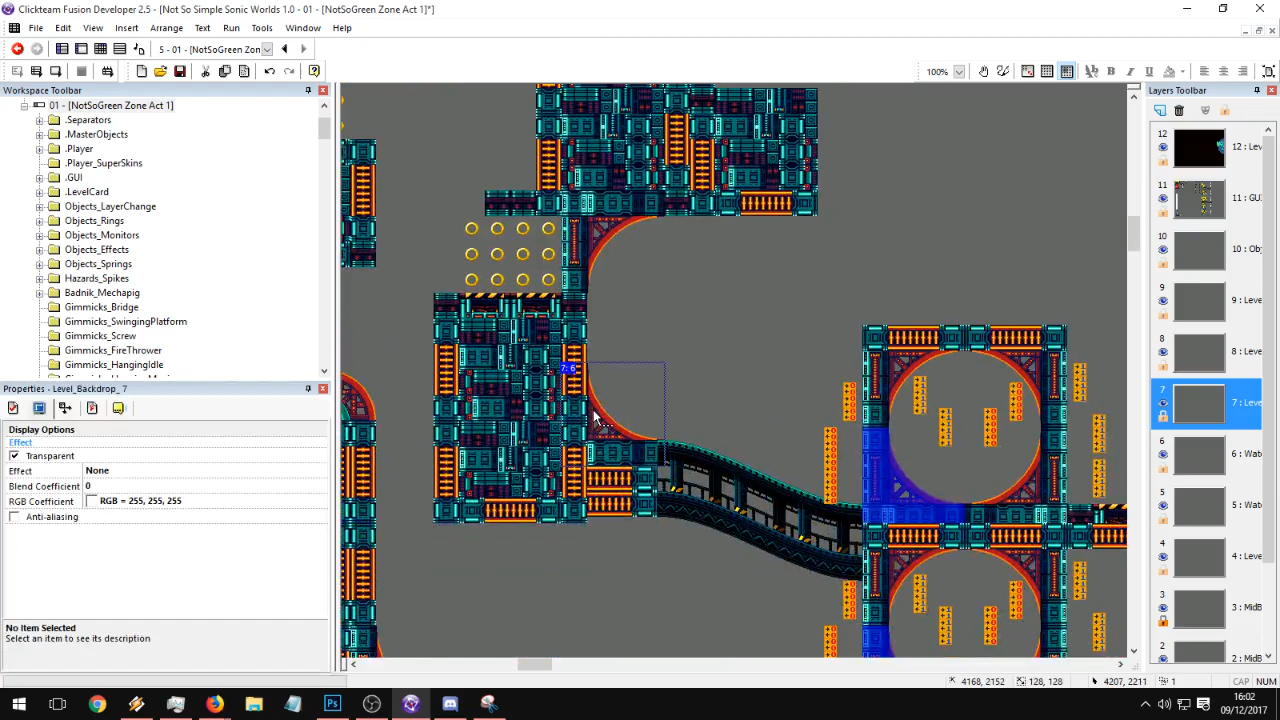 Clickteam Fusion Developer 2.5 - [Not So Simple Sonic Worlds 1.0 - 01 - [NotSoGreen Zone Act 1]*]
File Edit View Insert Arrange Text Run Tools Window Help
5 - 01 - [NotSoGreen Zon
100%
B I U
Workspace Toolbar
01 - [NotSoGreen Zone Act 1]
.Separators
.MasterObjects
.Player
.Player_SuperSkins
.GUI
.LevelCard
Objects_LayerChange
Objects_Rings
Objects_Monitors
Objects_Effects
Objects_Springs
Hazards_Spikes
Badnik_Mechapig
Gimmicks_Bridge
Gimmicks_SwingingPlatform
Gimmicks_Screw
Gimmicks_FireThrower
Gimmicks_HangingIdle
Properties - Level_Backdrop_7
Display Options
Effect
Transparent
Effect None
Blend Coefficient 0
RGB Coefficient RGB = 255, 255, 255
Anti-aliasing
No Item Selected
Select an item to see its description
7: 6
Layers Toolbar
12 12 : Leve
11 11 : GUI
10 10 : Obj
9 9 : Leve
8 8 : Leve
7 7 : Leve
6 6 : Wate
5 5 : Wate
4 4 : Leve
3 3 : MidB
2 2 : MidB
4168, 2152 128, 128 4207, 2211 1 CAP NUM
16:02
09/12/2017